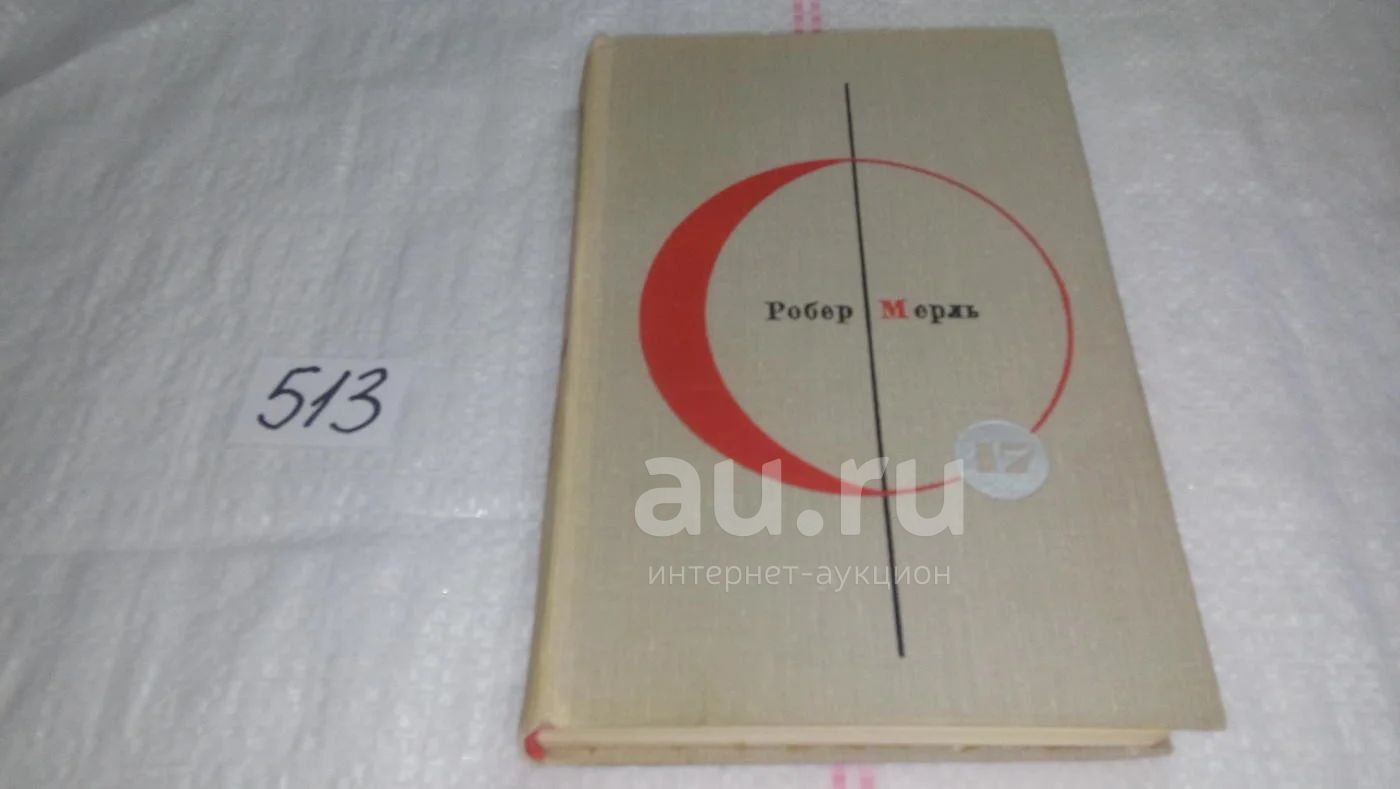 Робер Мерль
513
17
au.ru
интернет-аукцион